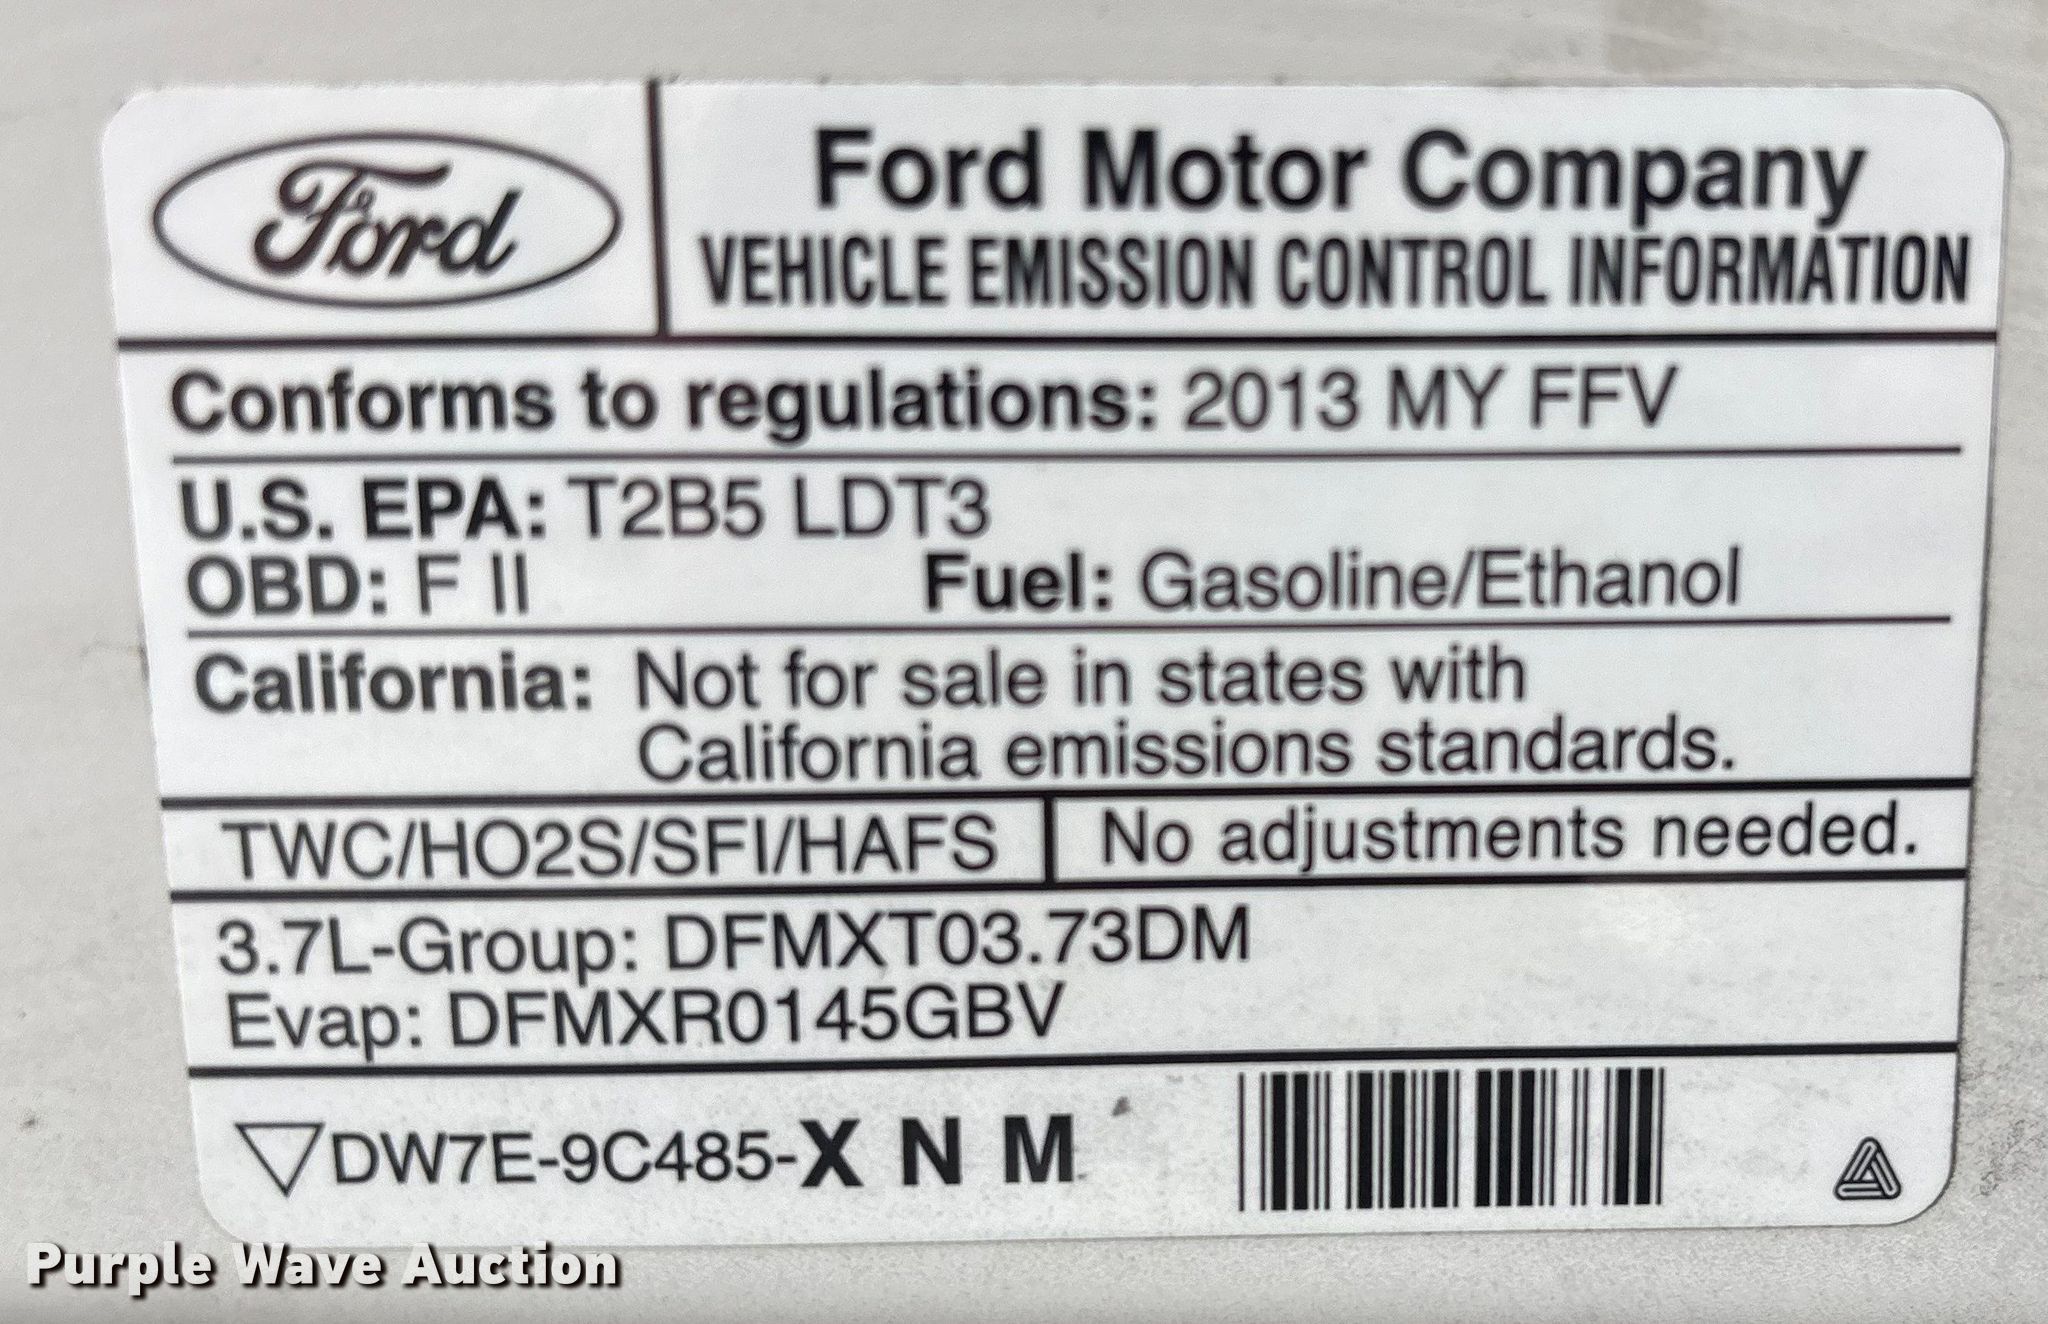 Ford
Ford Motor Company
VEHICLE EMISSION CONTROL INFORMATION
Conforms to regulations: 2013 MY FFV
U.S. EPA: T2B5 LDT3
OBD: F II Fuel: Gasoline/Ethanol
California: Not for sale in states with
California emissions standards.
TWC/HO2S/SFI/HAFS No adjustments needed.
3.7L-Group: DFMXT03.73DM
Evap: DFMXR0145GBV
DW7E-9C485-X N M
Purple Wave Auction